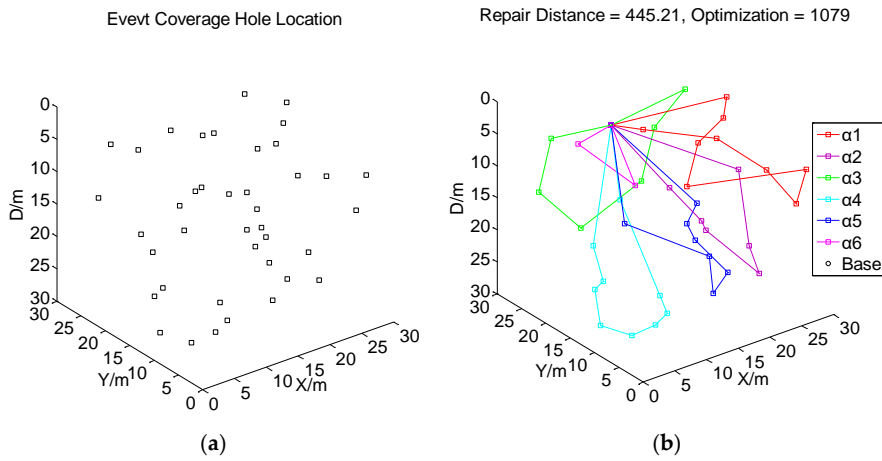 Evevt Coverage Hole Location
0
5
10
15
20
25
30
D/m
30
25
20
15
10
5
0
Y/m
0
5
10
15
20
25
30
X/m
(a)
Repair Distance = 445.21, Optimization = 1079
0
5
10
15
20
25
30
D/m
30
25
20
15
10
5
0
Y/m
0
5
10
15
20
25
30
X/m
α1
α2
α3
α4
α5
α6
Base
(b)